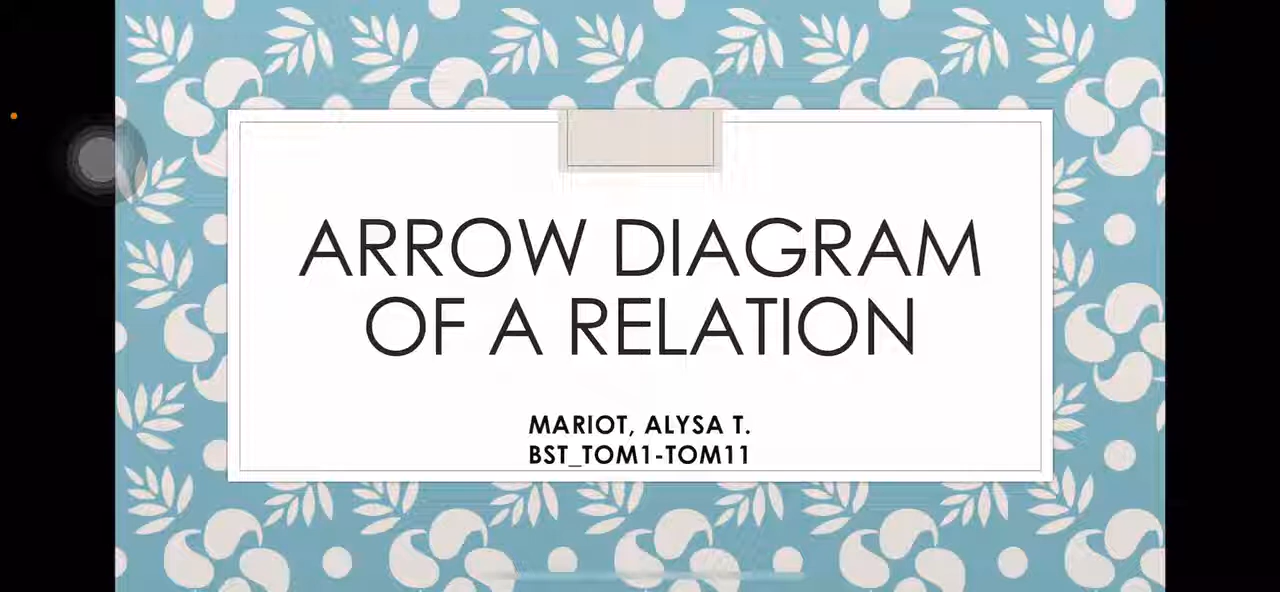 ARROW DIAGRAM
OF A RELATION
MARIOT, ALYSA T.
BST_TOM1-TOM11